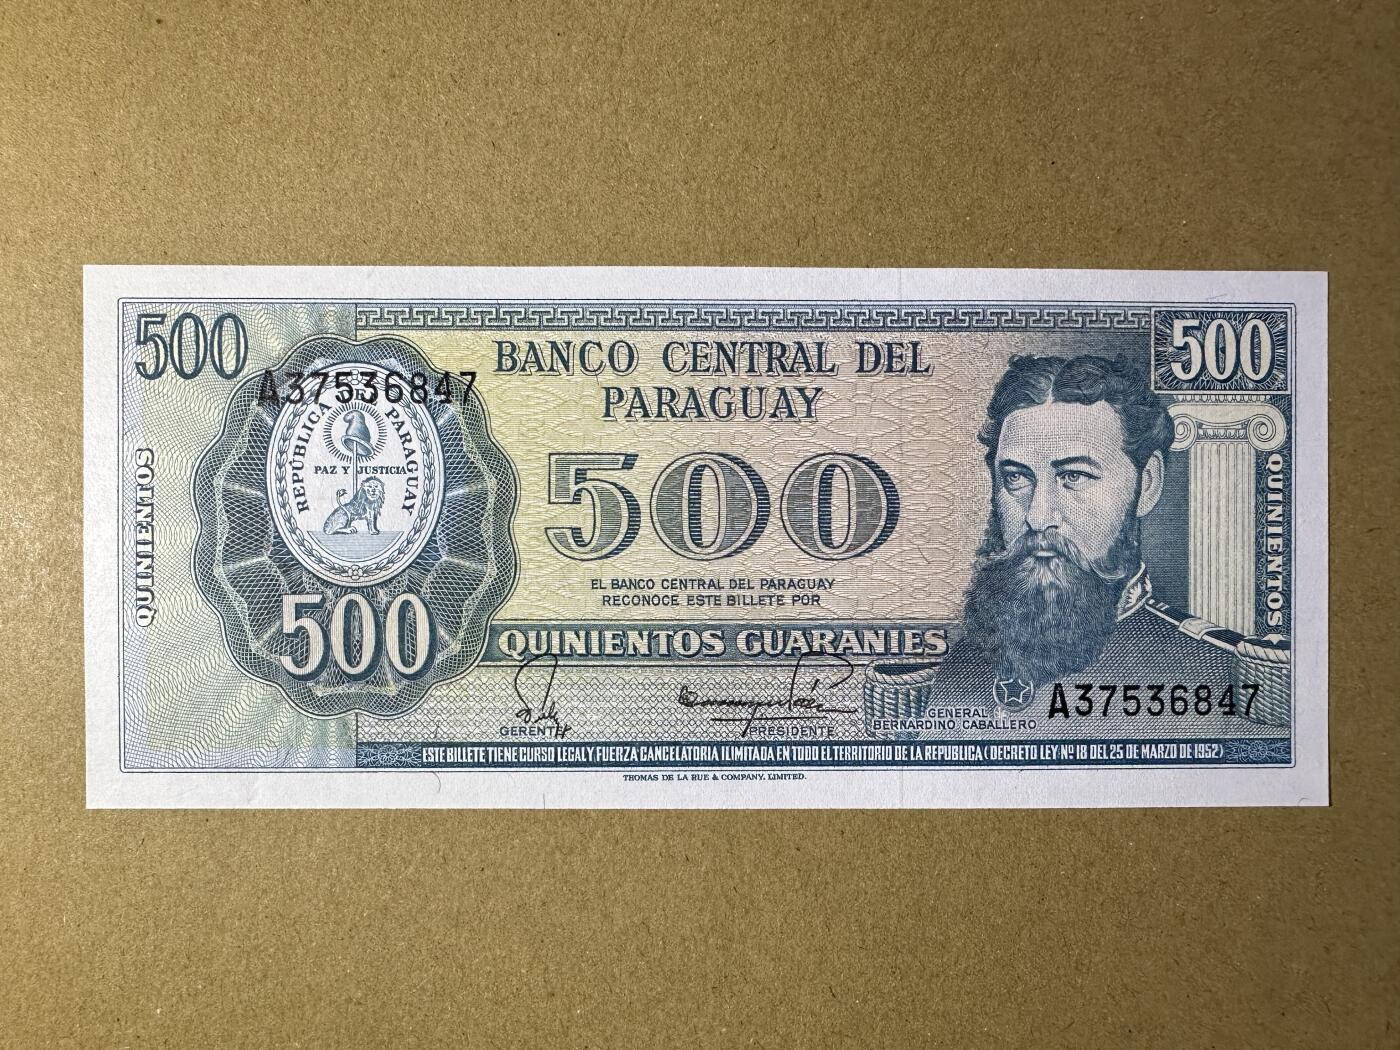 500
500
A37536847
BANCO CENTRAL DEL
PARAGUAY
REPÚBLICA DEL PARAGUAY
PAZ Y JUSTICIA
QUINIENTOS
500
QUINIENTOS
EL BANCO CENTRAL DEL PARAGUAY
RECONOCE ESTE BILLETE POR
500
QUINIENTOS GUARANIES
GERENTE
PRESIDENTE
GENERAL
BERNARDINO CABALLERO
A37536847
ESTE BILLETE TIENE CURSO LEGAL Y FUERZA CANCELATORIA ILIMITADA EN TODO EL TERRITORIO DE LA REPUBLICA (DECRETO LEY Nº 18 DEL 25 DE MARZO DE 1952)
THOMAS DE LA RUE & COMPANY, LIMITED.